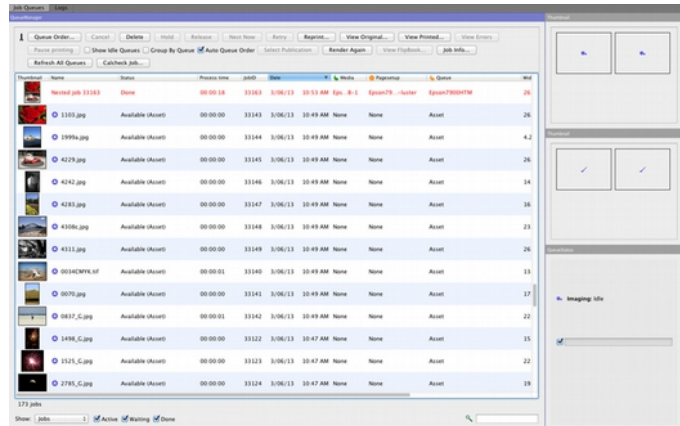 Job Queues Logs
QueueManager
Thumbnail
1 Queue Order... Cancel Delete Hold Release Next Now Retry Reprint... View Original... View Printed... View Errors
Pause printing Show Idle Queues Group By Queue Auto Queue Order Select Publication Render Again View FlipBook... Job Info...
Refresh All Queues Calcheck Job...
Thumbnail Name Status Process time JobID Date Media Pagesetup Queue Wid
Nested job 33163 Done 00:00:18 33163 3/06/13 10:53 AM Eps...8-1 Epson79...-luster Epson7900HTW 26
1103.jpg Available (Asset) 00:00:00 33143 3/06/13 10:49 AM None None Asset 26
1999a.jpg Available (Asset) 00:00:00 33144 3/06/13 10:49 AM None None Asset 4.2
4229.jpg Available (Asset) 00:00:00 33145 3/06/13 10:49 AM None None Asset 26
4242.jpg Available (Asset) 00:00:00 33146 3/06/13 10:49 AM None None Asset 14
4283.jpg Available (Asset) 00:00:00 33147 3/06/13 10:49 AM None None Asset 16
4308c.jpg Available (Asset) 00:00:00 33148 3/06/13 10:49 AM None None Asset 23
4311.jpg Available (Asset) 00:00:00 33149 3/06/13 10:49 AM None None Asset 26
0034CMYK.tif Available (Asset) 00:00:01 33140 3/06/13 10:49 AM None None Asset 13
0070.jpg Available (Asset) 00:00:00 33141 3/06/13 10:49 AM None None Asset 17
0837_G.jpg Available (Asset) 00:00:01 33142 3/06/13 10:49 AM None None Asset 22
1498_G.jpg Available (Asset) 00:00:00 33122 3/06/13 10:47 AM None None Asset 15
1525_G.jpg Available (Asset) 00:00:00 33123 3/06/13 10:47 AM None None Asset 22
2785_G.jpg Available (Asset) 00:00:00 33124 3/06/13 10:47 AM None None Asset 19
173 jobs
Show: Jobs Active Waiting Done
Thumbnail
QueueStatus
Imaging: Idle